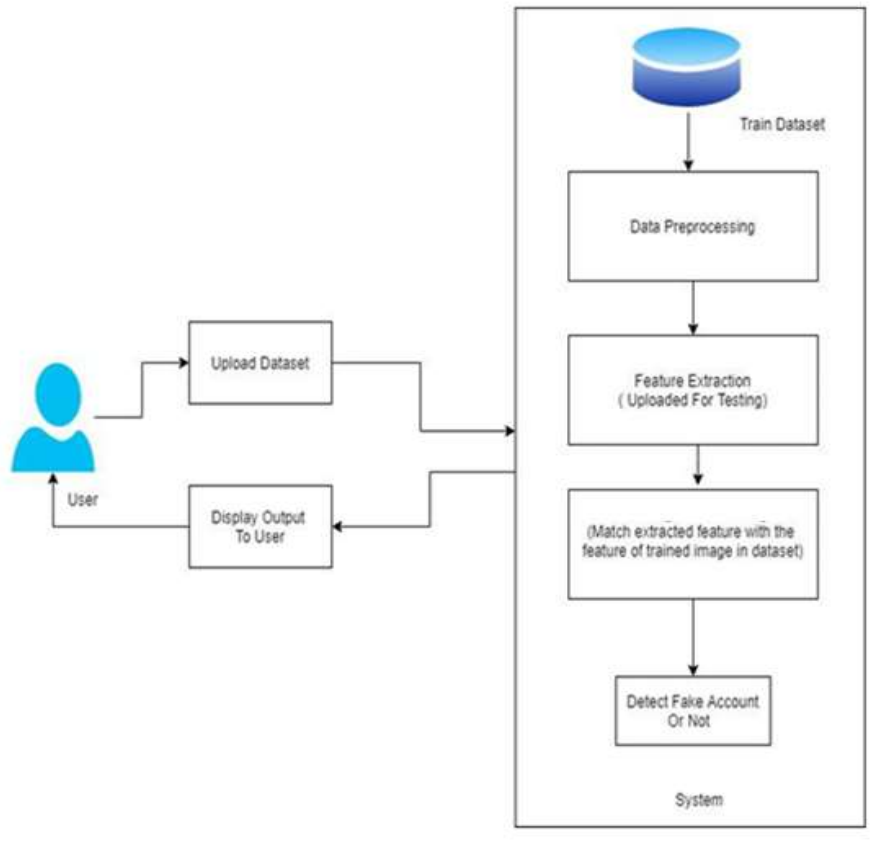 Train Dataset
Data Preprocessing
Upload Dataset
Feature Extraction
( Uploaded For Testing)
User
Display Output
To User
(Match extracted feature with the
feature of trained image in dataset)
Detect Fake Account
Or Not
System